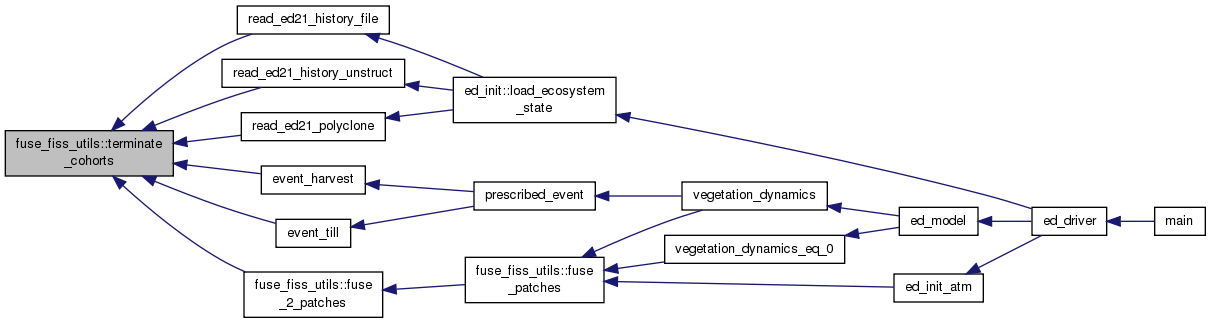 read_ed21_history_file
read_ed21_history_unstruct
ed_init::load_ecosystem
_state
read_ed21_polyclone
fuse_fiss_utils::terminate
_cohorts
event_harvest
prescribed_event
vegetation_dynamics
event_till
ed_model
ed_driver
main
vegetation_dynamics_eq_0
fuse_fiss_utils::fuse
_patches
fuse_fiss_utils::fuse
_2_patches
ed_init_atm